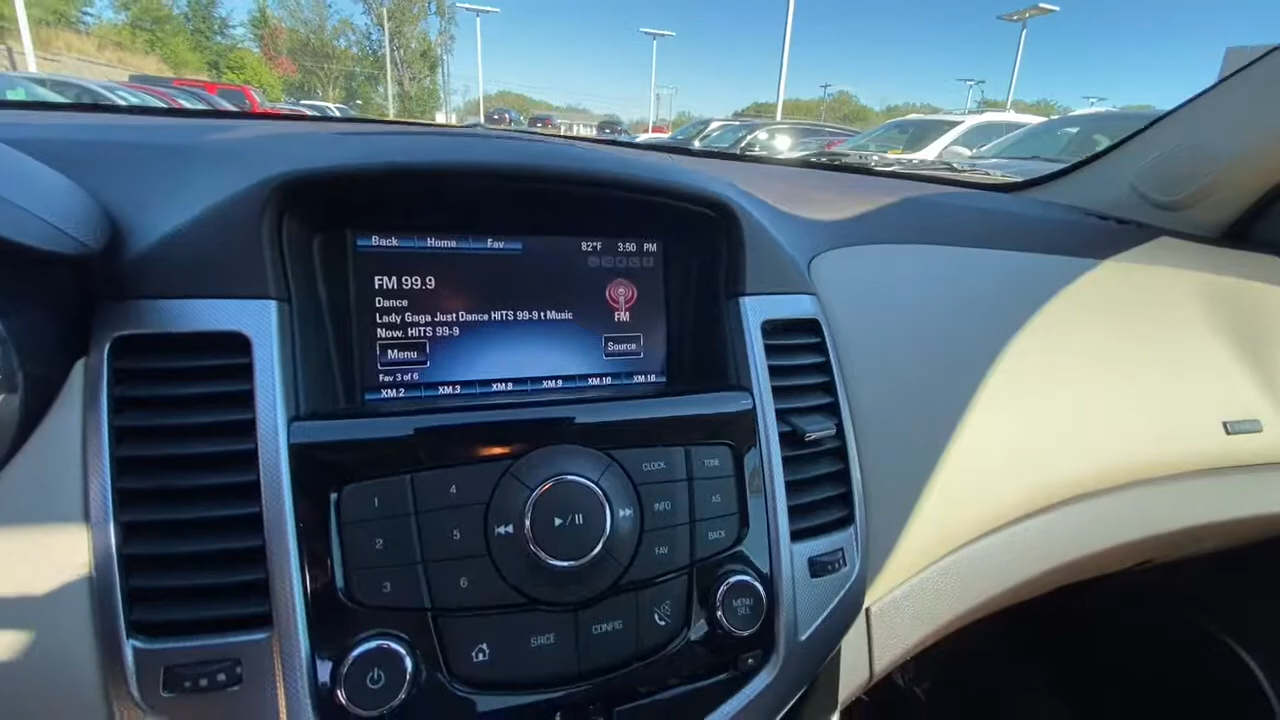 Back Home Fav 82°F 3:50 PM
FM 99.9
Dance
Lady Gaga Just Dance HITS 99-9 t Music
Now. HITS 99-9
FM
Menu Source
Fav 3 of 6
XM 2 XM 3 XM 8 XM 9 XM 10 XM 16
1 4 CLOCK TONE
2 5 INFO AS
3 6 FAV BACK
SRCE CONFIG
MENU
SEL